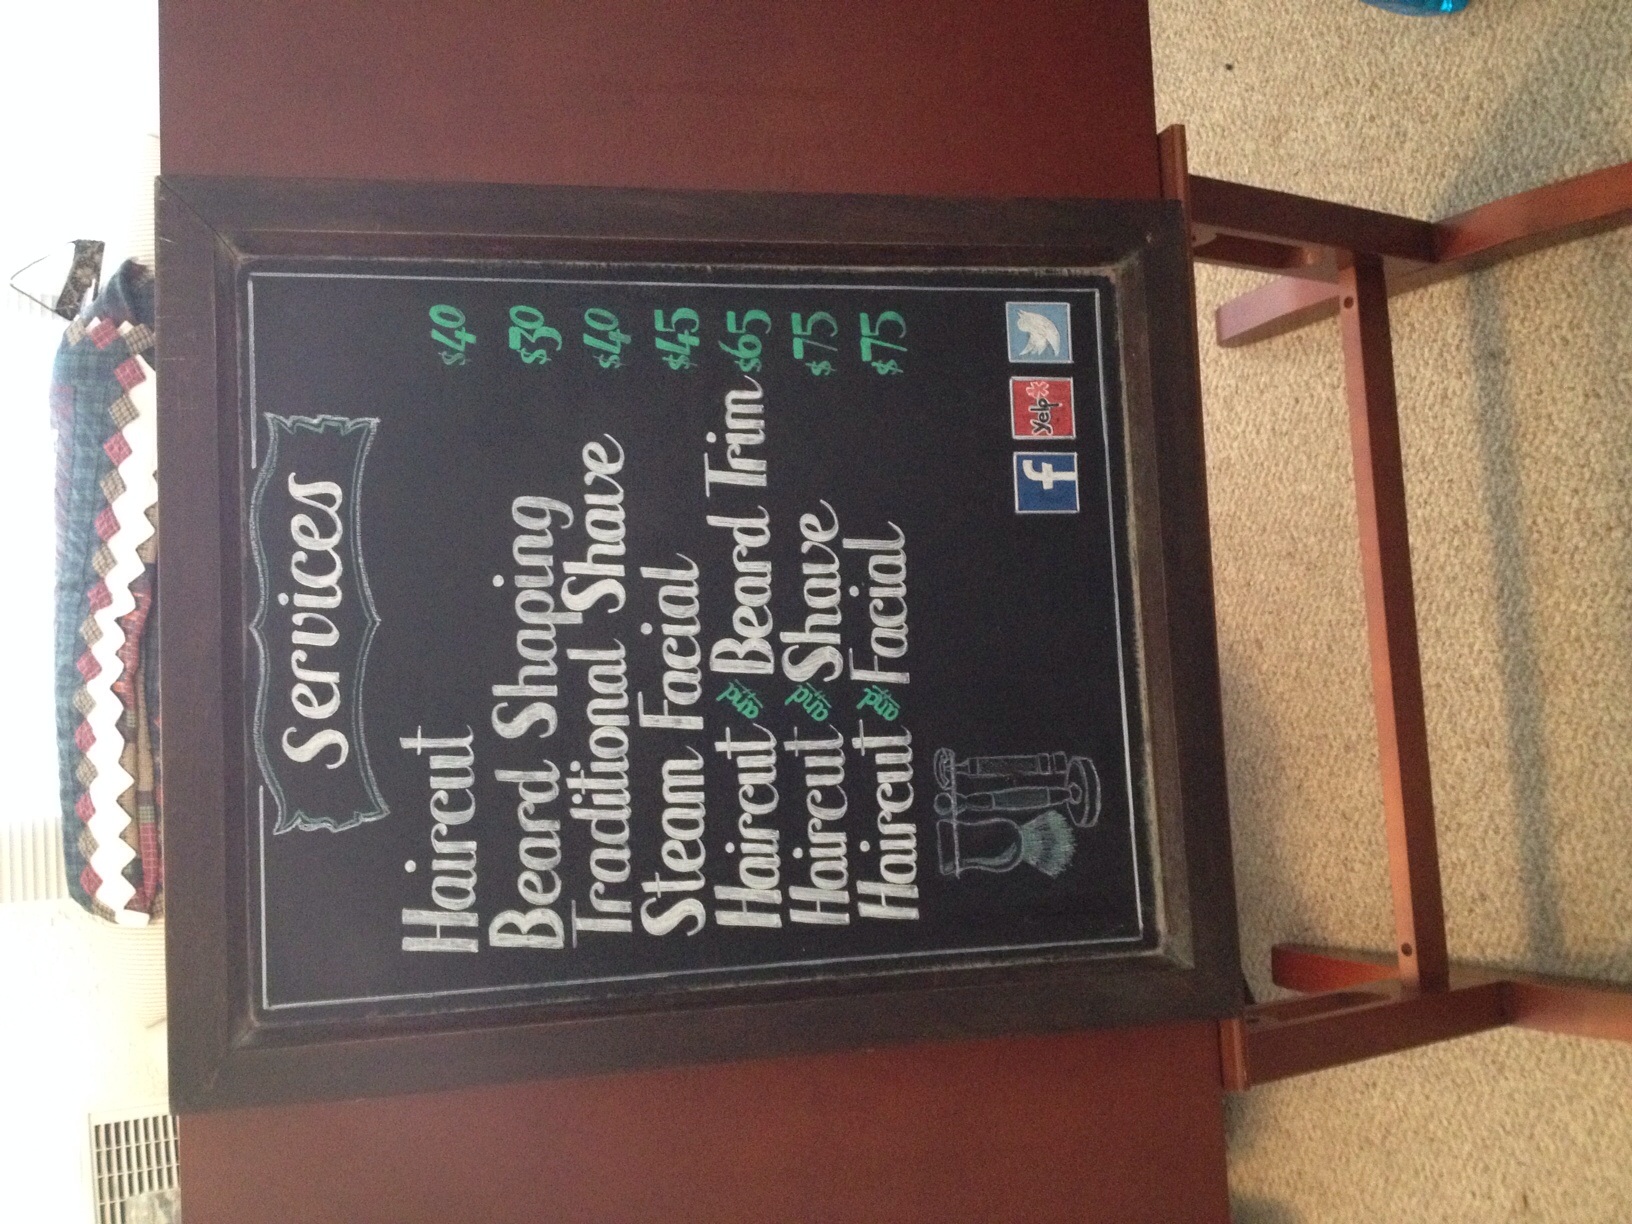 Services
Haircut $40
Beard Shaping $30
Traditional Shave $40
Steam Facial $45
Haircut and Beard Trim $65
Haircut and Shave $75
Haircut and Facial $75
f yelp